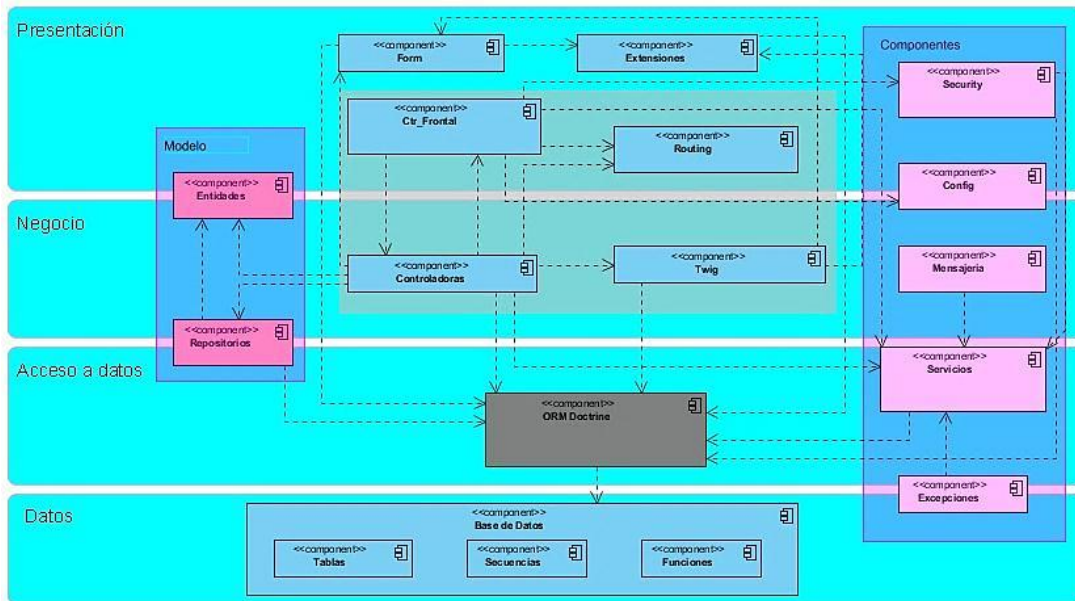 Presentación
<<component>>
Form
<<component>>
Extensiones
Componentes
<<component>>
Security
<<component>>
Ctr_Frontal
<<component>>
Routing
Modelo
<<component>>
Entidades
<<component>>
Config
Negocio
<<component>>
Controladoras
<<component>>
Twig
<<component>>
Mensajería
<<component>>
Repositorios
Acceso a datos
<<component>>
Servicios
<<component>>
ORM Doctrine
<<component>>
Excepciones
Datos
<<component>>
Base de Datos
<<component>>
Tablas
<<component>>
Secuencias
<<component>>
Funciones